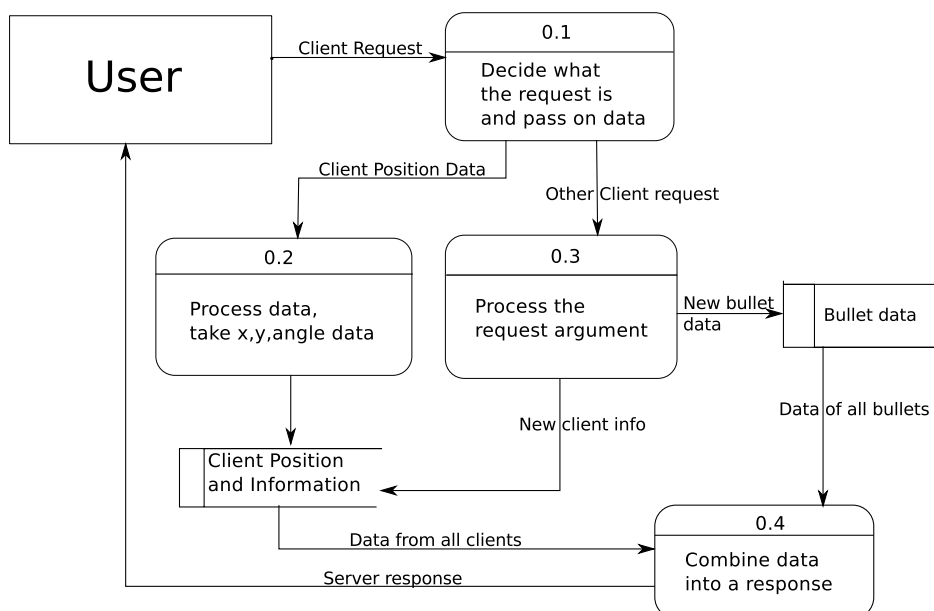 User
Client Request
0.1
Decide what
the request is
and pass on data
Client Position Data
Other Client request
0.2
Process data,
take x,y,angle data
0.3
Process the
request argument
New bullet
data
Bullet data
New client info
Data of all bullets
Client Position
and Information
Data from all clients
0.4
Combine data
into a response
Server response